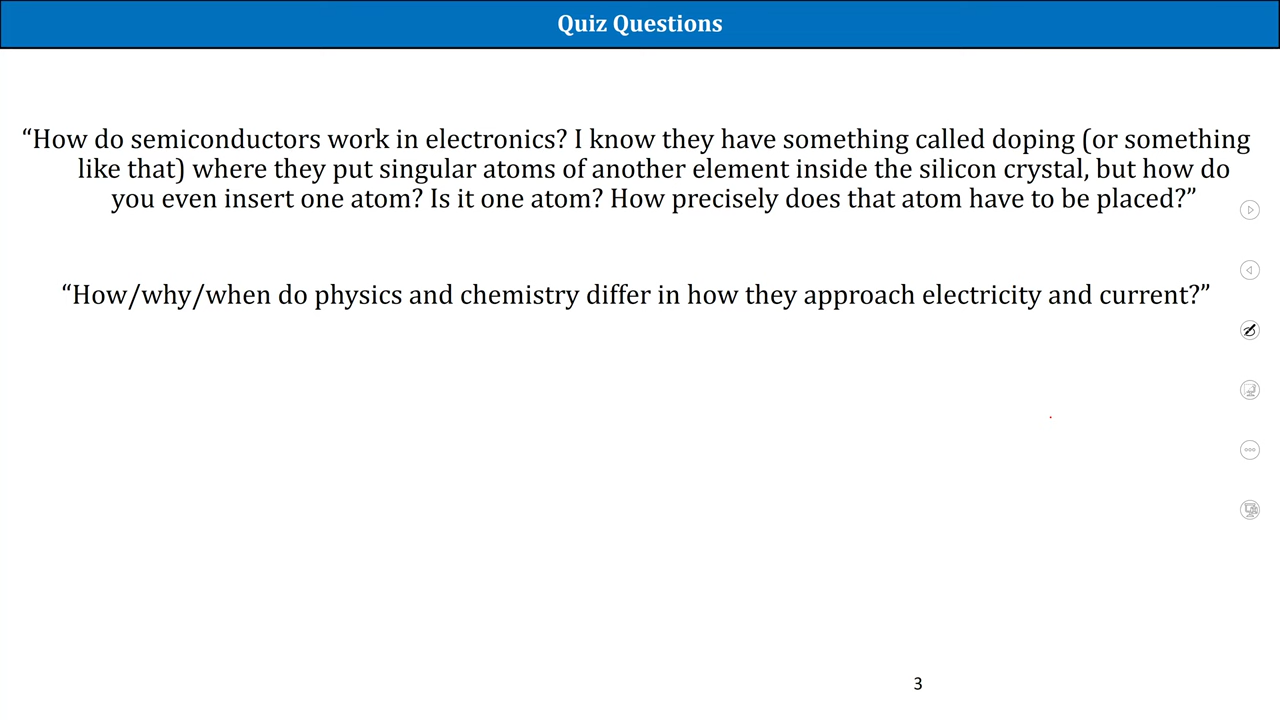 Quiz Questions
“How do semiconductors work in electronics? I know they have something called doping (or something
like that) where they put singular atoms of another element inside the silicon crystal, but how do
you even insert one atom? Is it one atom? How precisely does that atom have to be placed?”
“How/why/when do physics and chemistry differ in how they approach electricity and current?”
3